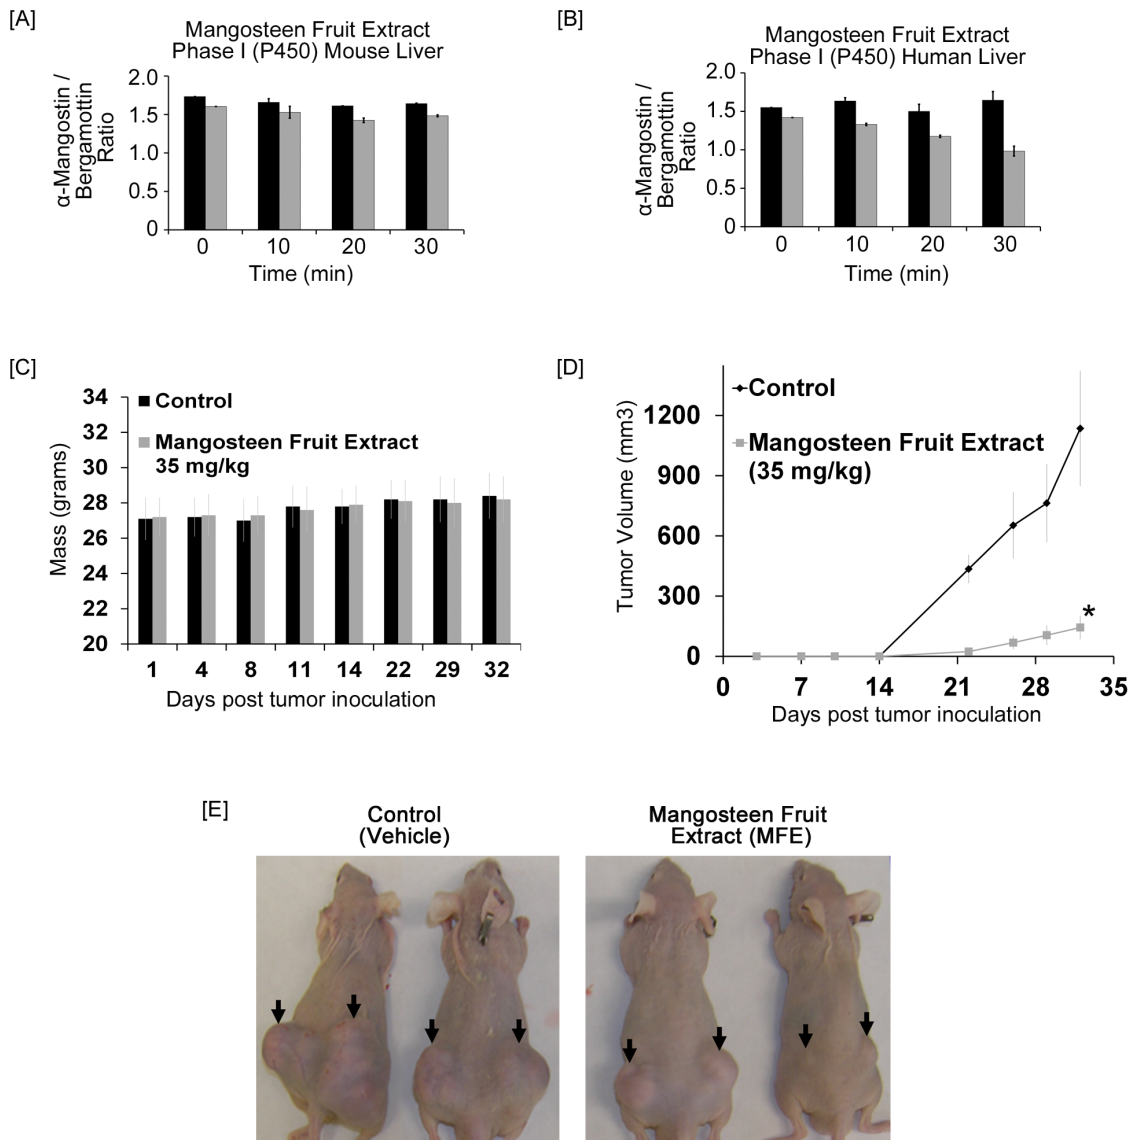 [A]
Mangosteen Fruit Extract
Phase I (P450) Mouse Liver
α-Mangostin /
Bergamottin
Ratio
2.0
1.5
1.0
0.5
0
0 10 20 30
Time (min)
[B]
Mangosteen Fruit Extract
Phase I (P450) Human Liver
α-Mangostin /
Bergamottin
Ratio
2.0
1.5
1.0
0.5
0
0 10 20 30
Time (min)
[C]
Mass (grams)
34
32
30
28
26
24
22
20
Control
Mangosteen Fruit Extract
35 mg/kg
1 4 8 11 14 22 29 32
Days post tumor inoculation
[D]
Tumor Volume (mm3)
1200
900
600
300
0
Control
Mangosteen Fruit Extract
(35 mg/kg)
*
0 7 14 21 28 35
Days post tumor inoculation
[E]
Control
(Vehicle)
Mangosteen Fruit
Extract (MFE)